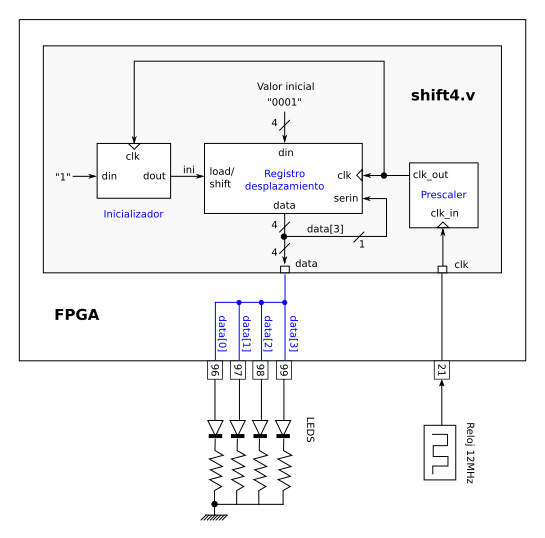 Valor inicial
"0001"
shift4.v
4
clk
din
"1"
din
dout
ini
load/
shift
Registro
desplazamiento
clk
clk_out
Prescaler
clk_in
serin
data
Inicializador
4
data[3]
1
4
data
clk
FPGA
data[0]
data[1]
data[2]
data[3]
96
97
98
99
21
LEDS
Reloj 12MHz